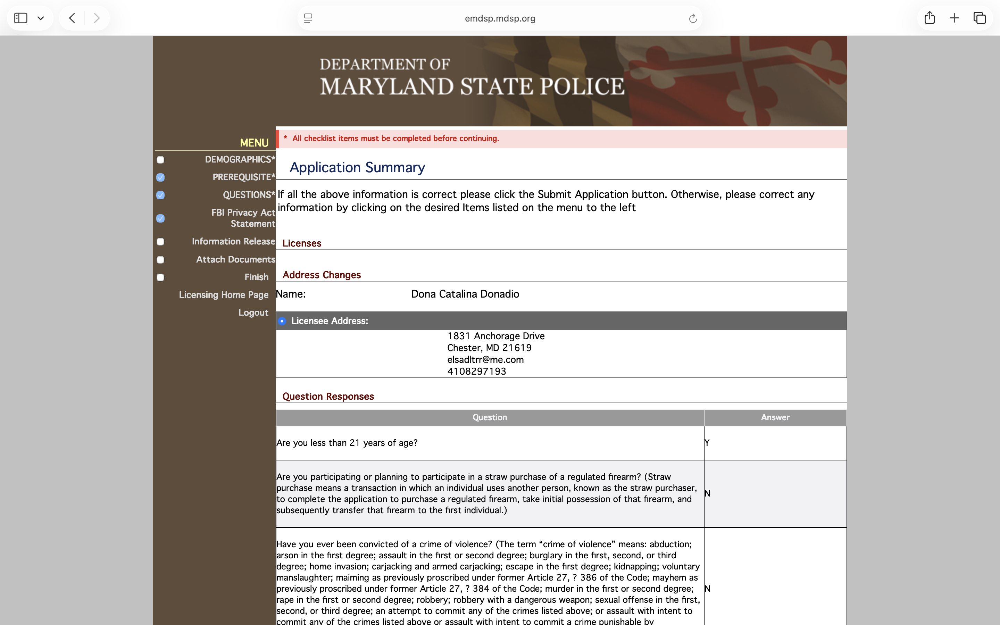 emdsp.mdsp.org
DEPARTMENT OF
MARYLAND STATE POLICE
MENU
DEMOGRAPHICS*
PREREQUISITE*
QUESTIONS*
FBI Privacy Act
Statement
Information Release
Attach Documents
Finish
Licensing Home Page
Logout
* All checklist items must be completed before continuing.
Application Summary
If all the above information is correct please click the Submit Application button. Otherwise, please correct any
information by clicking on the desired Items listed on the menu to the left
Licenses
Address Changes
Name: Dona Catalina Donadio
Licensee Address:
1831 Anchorage Drive
Chester, MD 21619
elsadltrr@me.com
4108297193
Question Responses
Question Answer
Are you less than 21 years of age? Y
Are you participating or planning to participate in a straw purchase of a regulated firearm? (Straw
purchase means a transaction in which an individual uses another person, known as the straw purchaser,
to complete the application to purchase a regulated firearm, take initial possession of that firearm, and
subsequently transfer that firearm to the first individual.)
N
Have you ever been convicted of a crime of violence? (The term “crime of violence” means: abduction;
arson in the first degree; assault in the first or second degree; burglary in the first, second, or third
degree; home invasion; carjacking and armed carjacking; escape in the first degree; kidnapping; voluntary
manslaughter; maiming as previously proscribed under former Article 27, ? 386 of the Code; mayhem as
previously proscribed under former Article 27, ? 384 of the Code; murder in the first or second degree;
rape in the first or second degree; robbery; robbery with a dangerous weapon; sexual offense in the first,
second, or third degree; an attempt to commit any of the crimes listed above; or assault with intent to
commit any of the crimes listed above or assault with intent to commit a crime punishable by
N